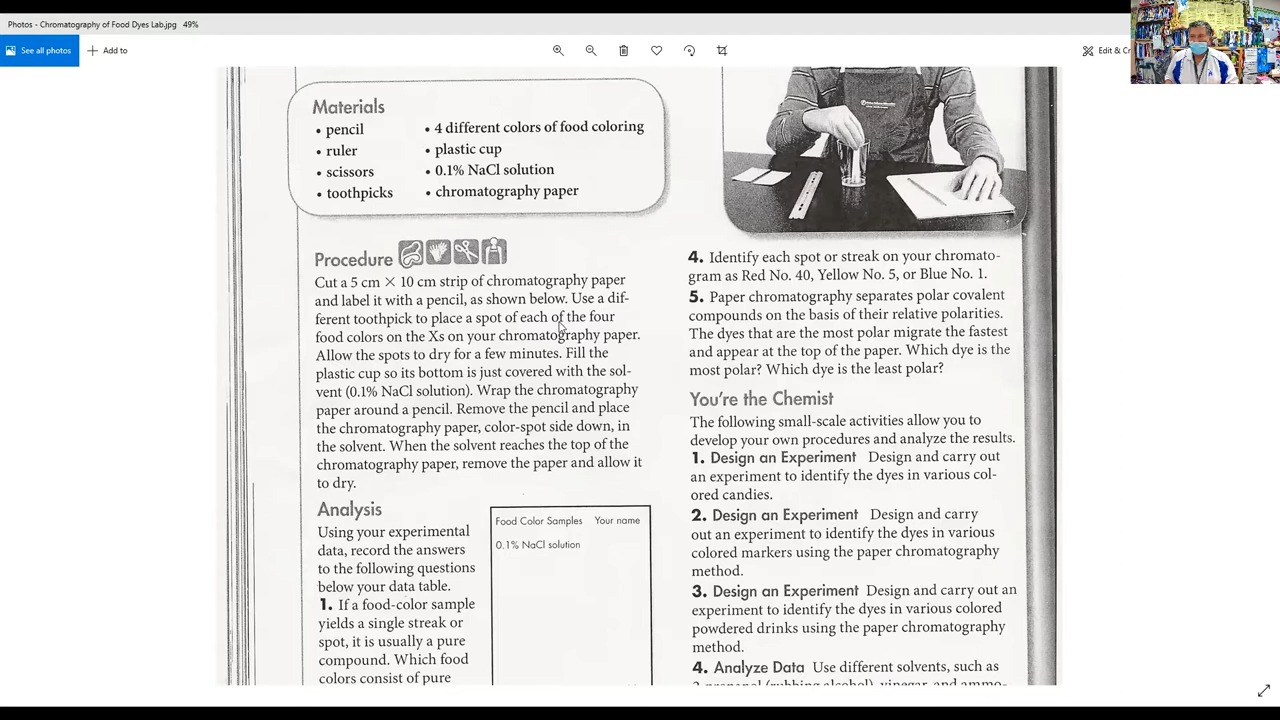 Photos - Chromatography of Food Dyes Lab.jpg 49%
See all photos
Add to
Edit & Cr
Materials
• pencil
• ruler
• scissors
• toothpicks
• 4 different colors of food coloring
• plastic cup
• 0.1% NaCl solution
• chromatography paper
Procedure
Cut a 5 cm × 10 cm strip of chromatography paper
and label it with a pencil, as shown below. Use a dif-
ferent toothpick to place a spot of each of the four
food colors on the Xs on your chromatography paper.
Allow the spots to dry for a few minutes. Fill the
plastic cup so its bottom is just covered with the sol-
vent (0.1% NaCl solution). Wrap the chromatography
paper around a pencil. Remove the pencil and place
the chromatography paper, color-spot side down, in
the solvent. When the solvent reaches the top of the
chromatography paper, remove the paper and allow it
to dry.
Analysis
Using your experimental
data, record the answers
to the following questions
below your data table.
1. If a food-color sample
yields a single streak or
spot, it is usually a pure
compound. Which food
colors consist of pure
Food Color Samples Your name
0.1% NaCl solution
4. Identify each spot or streak on your chromato-
gram as Red No. 40, Yellow No. 5, or Blue No. 1.
5. Paper chromatography separates polar covalent
compounds on the basis of their relative polarities.
The dyes that are the most polar migrate the fastest
and appear at the top of the paper. Which dye is the
most polar? Which dye is the least polar?
You're the Chemist
The following small-scale activities allow you to
develop your own procedures and analyze the results.
1. Design an Experiment Design and carry out
an experiment to identify the dyes in various col-
ored candies.
2. Design an Experiment Design and carry
out an experiment to identify the dyes in various
colored markers using the paper chromatography
method.
3. Design an Experiment Design and carry out an
experiment to identify the dyes in various colored
powdered drinks using the paper chromatography
method.
4. Analyze Data Use different solvents, such as
2-propanol (rubbing alcohol), vinegar, and ammo-